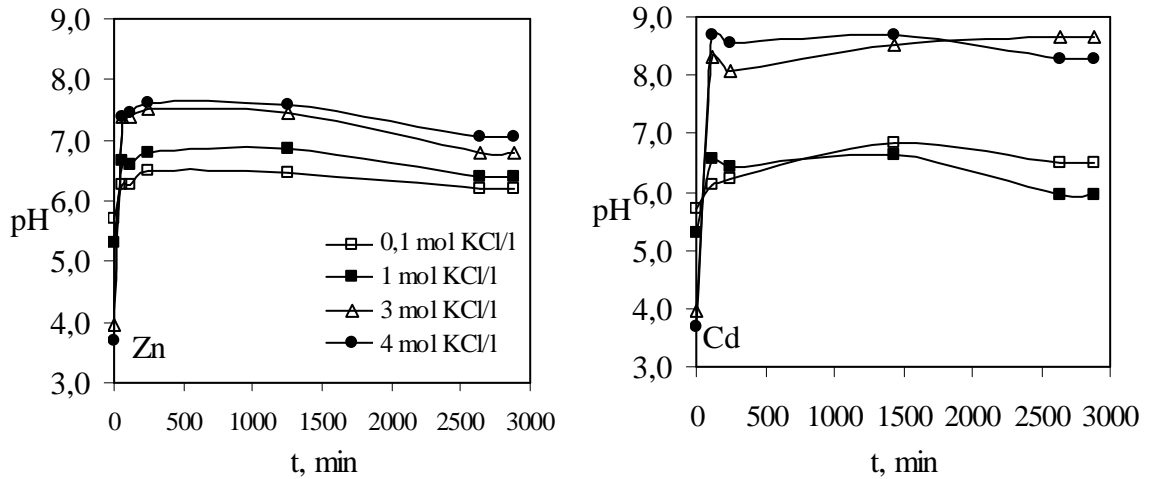 9,0
8,0
7,0
6,0
5,0
4,0
3,0
pH
0,1 mol KCl/l
1 mol KCl/l
3 mol KCl/l
4 mol KCl/l
Zn
0 500 1000 1500 2000 2500 3000
t, min
9,0
8,0
7,0
6,0
5,0
4,0
3,0
pH
Cd
0 500 1000 1500 2000 2500 3000
t, min